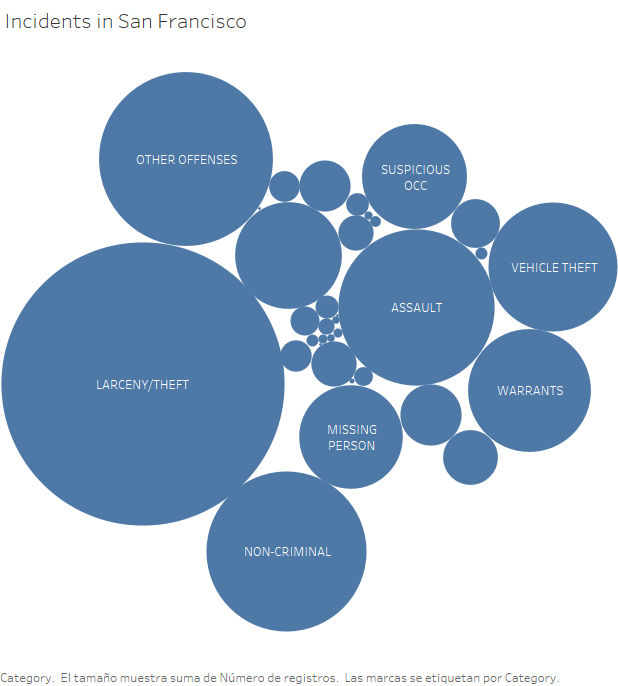 Incidents in San Francisco
OTHER OFFENSES
SUSPICIOUS
OCC
VEHICLE THEFT
ASSAULT
LARCENY/THEFT
WARRANTS
MISSING
PERSON
NON-CRIMINAL
Category.  El tamaño muestra suma de Número de registros.  Las marcas se etiquetan por Category.